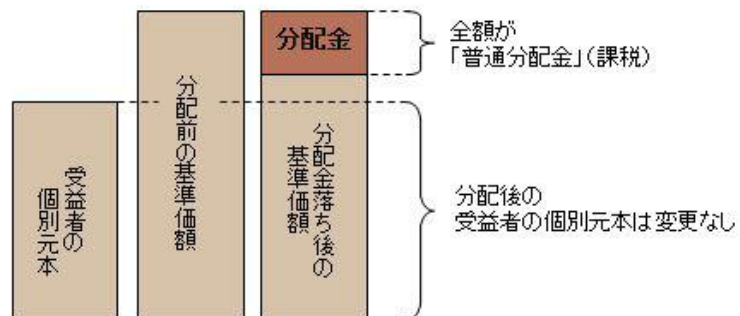 受益者の
個別元本
分配前の基準価額
分配金
分配金落ち後の
基準価額
全額が
「普通分配金」(課税)
分配後の
受益者の個別元本は変更なし